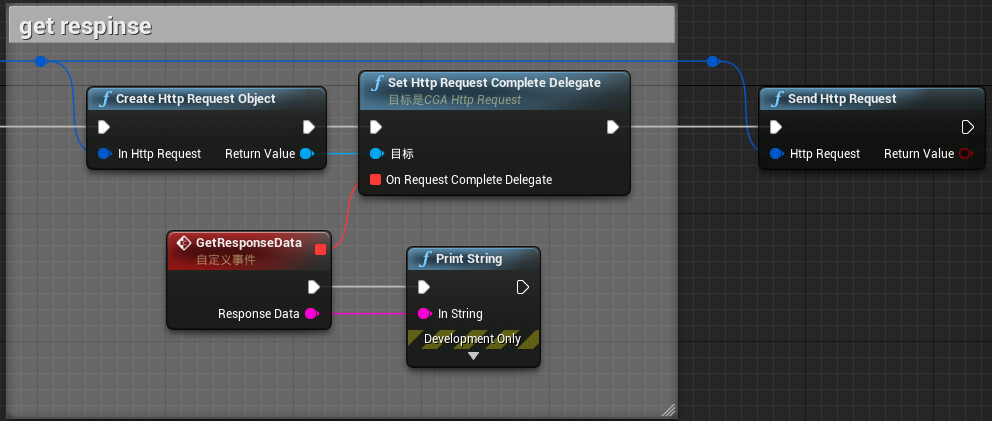 get respinse
Create Http Request Object
In Http Request
Return Value
Set Http Request Complete Delegate
目标是CGA Http Request
目标
On Request Complete Delegate
Send Http Request
Http Request
Return Value
GetResponseData
自定义事件
Response Data
Print String
In String
Development Only